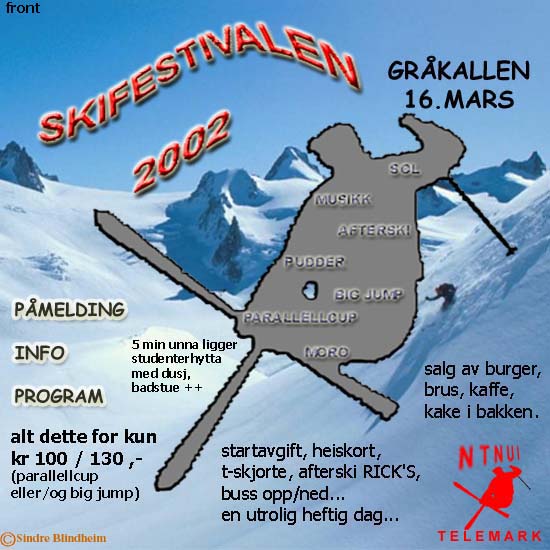 front
SKIFESTIVALEN
2002
GRÅKALLEN
16.MARS
SOL
MUSIKK
AFTERSKI
PUDDER
BIG JUMP
PARALLELLCUP
MORO
PÅMELDING
INFO
PROGRAM
5 min unna ligger
studenterhytta
med dusj,
badstue ++
salg av burger,
brus, kaffe,
kake i bakken.
alt dette for kun
kr 100 / 130 ,-
(parallellcup
eller/og big jump)
startavgift, heiskort,
t-skjorte, afterski RICK'S,
buss opp/ned...
en utrolig heftig dag...
NTNUI
TELEMARK
©Sindre Blindheim